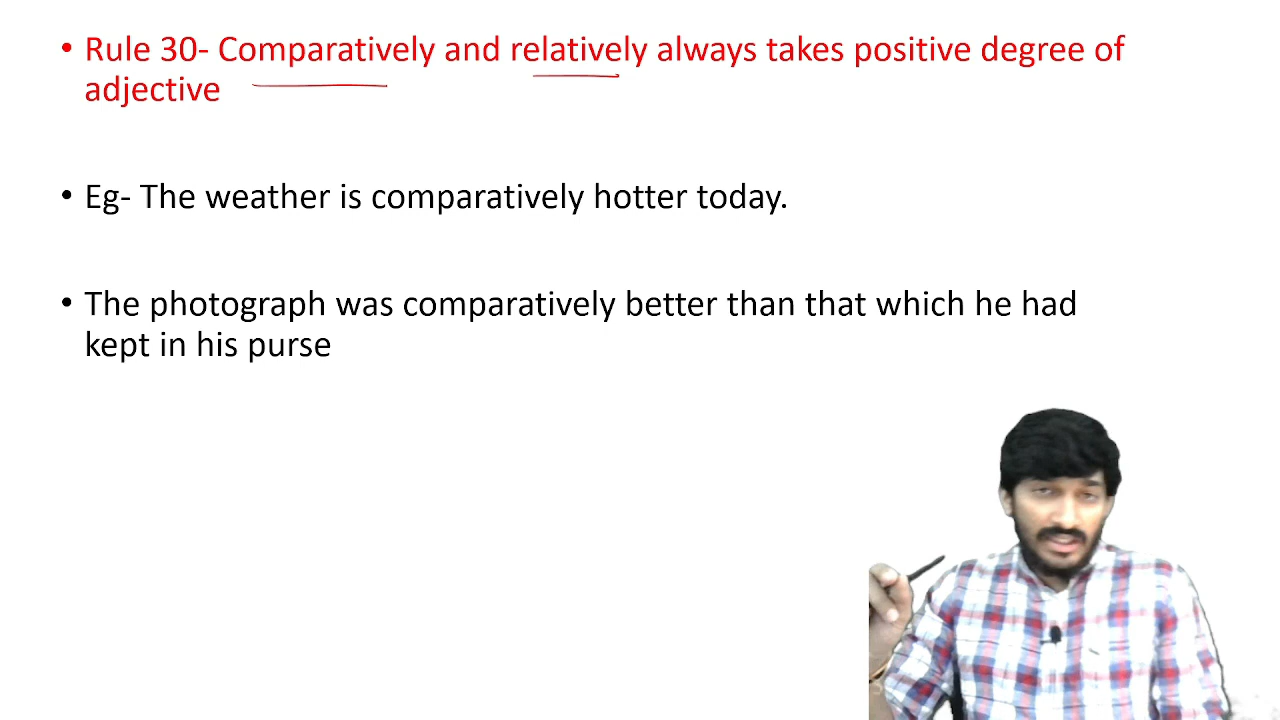 • Rule 30- Comparatively and relatively always takes positive degree of
adjective
• Eg- The weather is comparatively hotter today.
• The photograph was comparatively better than that which he had
kept in his purse